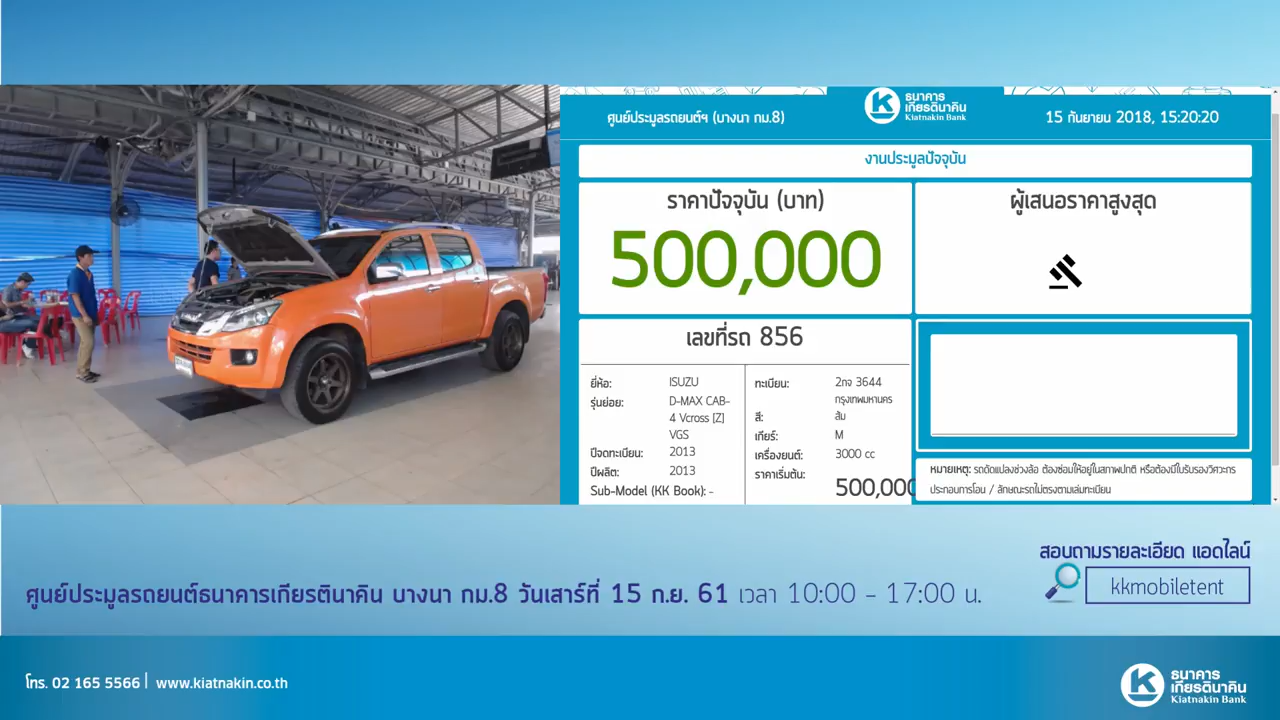 ศูนย์ประมูลรถยนต์ฯ (บางนา กม.8)
ธนาคาร
เกียรตินาคิน
Kiatnakin Bank
15 กันยายน 2018, 15:20:20
งานประมูลปัจจุบัน
ราคาปัจจุบัน (บาท)
500,000
ผู้เสนอราคาสูงสุด
เลขที่รถ 856
ยี่ห้อ: ISUZU
รุ่นย่อย: D-MAX CAB-
4 Vcross [Z]
VGS
ปีจดทะเบียน: 2013
ปีผลิต: 2013
Sub-Model (KK Book): -
ทะเบียน: 2กจ 3644
กรุงเทพมหานคร
สี: ส้ม
เกียร์: M
เครื่องยนต์: 3000 cc
ราคาเริ่มต้น: 500,000
หมายเหตุ: รถดัดแปลงช่วงล้อ ต้องซ่อมให้อยู่ในสภาพปกติ หรือต้องมีใบรับรองวิศวะกร
ประกอบการโอน / ลักษณะรถไม่ตรงตามเล่มทะเบียน
สอบถามรายละเอียด แอดไลน์
kkmobiletent
ศูนย์ประมูลรถยนต์ธนาคารเกียรตินาคิน บางนา กม.8 วันเสาร์ที่ 15 ก.ย. 61 เวลา 10:00 - 17:00 น.
โทร. 02 165 5566 | www.kiatnakin.co.th
ธนาคาร
เกียรตินาคิน
Kiatnakin Bank